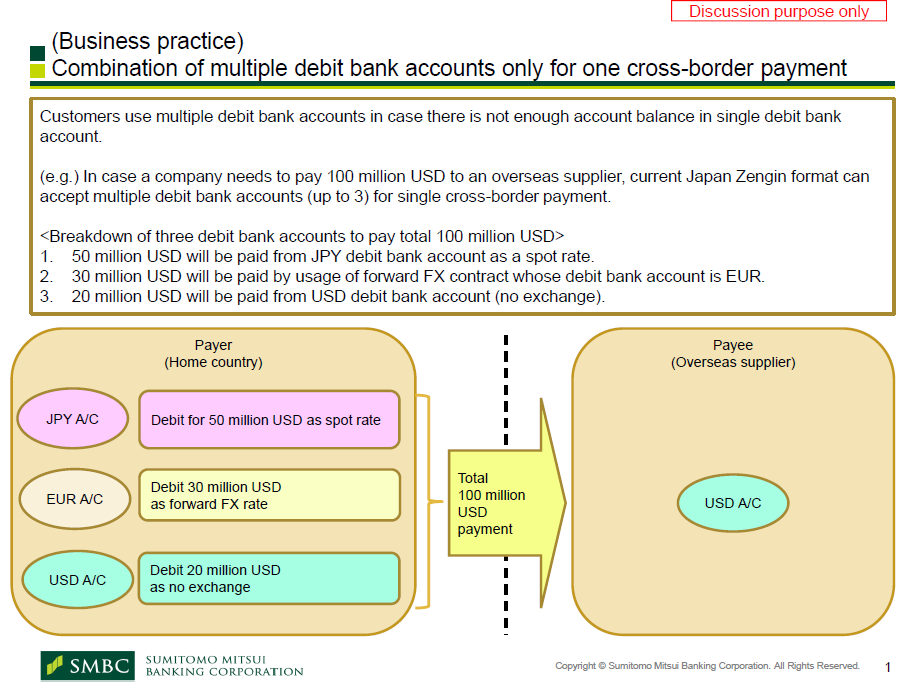 Discussion purpose only
(Business practice)
Combination of multiple debit bank accounts only for one cross-border payment
Customers use multiple debit bank accounts in case there is not enough account balance in single debit bank
account.
(e.g.) In case a company needs to pay 100 million USD to an overseas supplier, current Japan Zengin format can
accept multiple debit bank accounts (up to 3) for single cross-border payment.
<Breakdown of three debit bank accounts to pay total 100 million USD>
1. 50 million USD will be paid from JPY debit bank account as a spot rate.
2. 30 million USD will be paid by usage of forward FX contract whose debit bank account is EUR.
3. 20 million USD will be paid from USD debit bank account (no exchange).
Payer
(Home country)
JPY A/C
Debit for 50 million USD as spot rate
EUR A/C
Debit 30 million USD
as forward FX rate
USD A/C
Debit 20 million USD
as no exchange
Total
100 million
USD
payment
Payee
(Overseas supplier)
USD A/C
SMBC
SUMITOMO MITSUI
BANKING CORPORATION
Copyright © Sumitomo Mitsui Banking Corporation. All Rights Reserved.
1